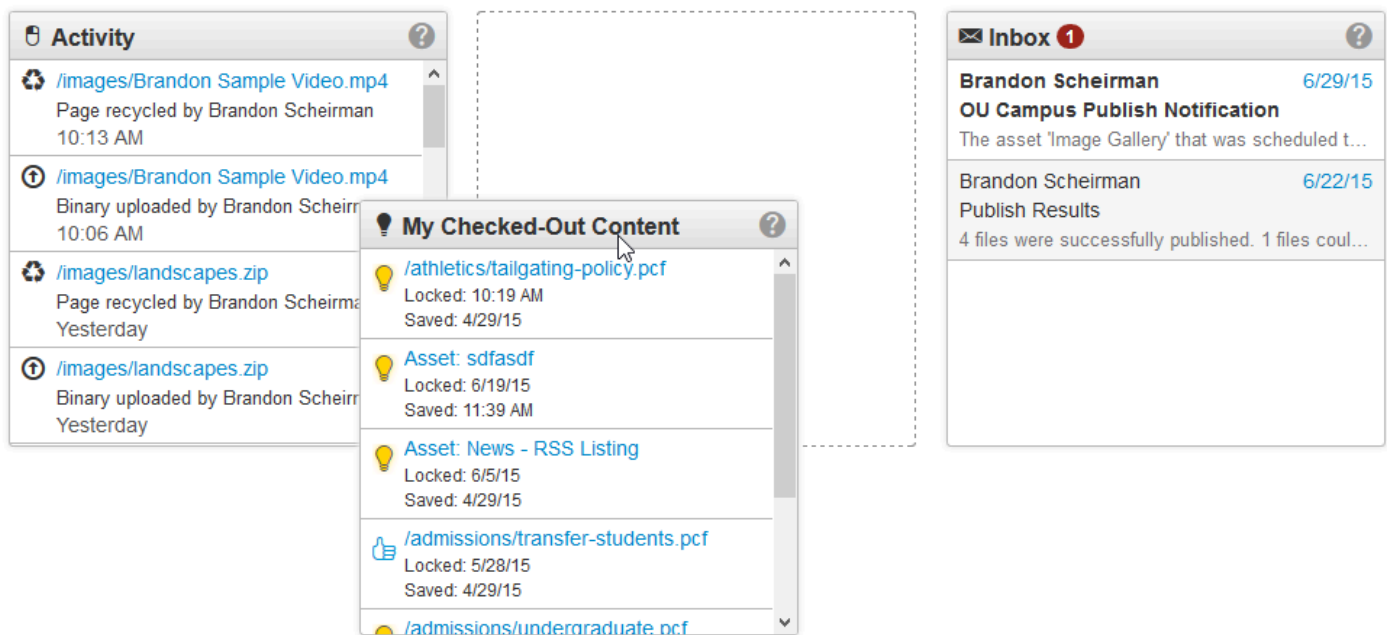 Activity
/images/Brandon Sample Video.mp4
Page recycled by Brandon Scheirman
10:13 AM
/images/Brandon Sample Video.mp4
Binary uploaded by Brandon
10:06 AM
/images/landscapes.zip
Page recycled by Brandon
Yesterday
/images/landscapes.zip
Binary uploaded by Brandon
Yesterday
My Checked-Out Content
/athletics/tailgating-policy.pcf
Locked: 10:19 AM
Saved: 4/29/15
Asset: sdfasdf
Locked: 6/19/15
Saved: 11:39 AM
Asset: News - RSS Listing
Locked: 6/5/15
Saved: 4/29/15
/admissions/transfer-students.pcf
Locked: 5/28/15
Saved: 4/29/15
/admissions/undergraduate.pcf
Inbox 1
Brandon Scheirman 6/29/15
OU Campus Publish Notification
The asset 'Image Gallery' that was scheduled t...
Brandon Scheirman 6/22/15
Publish Results
4 files were successfully published. 1 files coul...